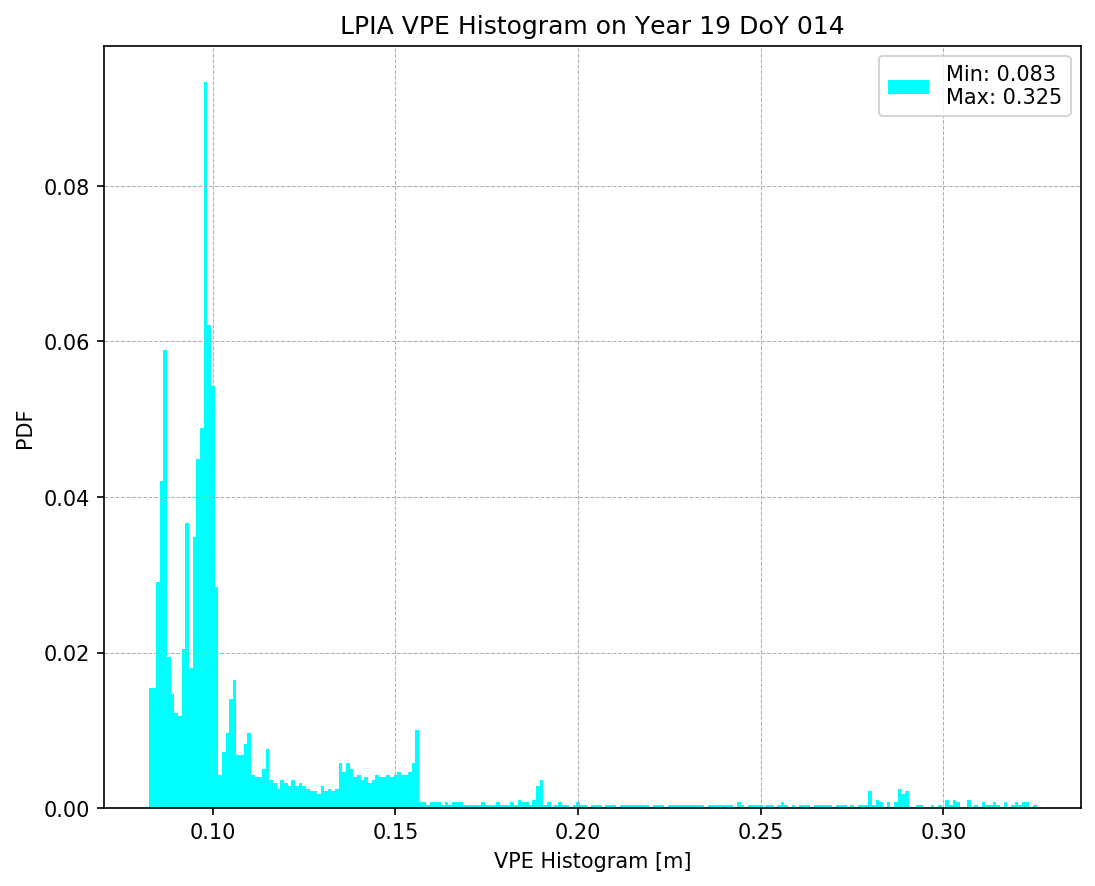 LPIA VPE Histogram on Year 19 DoY 014
Min: 0.083
Max: 0.325
PDF
0.08
0.06
0.04
0.02
0.00
0.10 0.15 0.20 0.25 0.30
VPE Histogram [m]